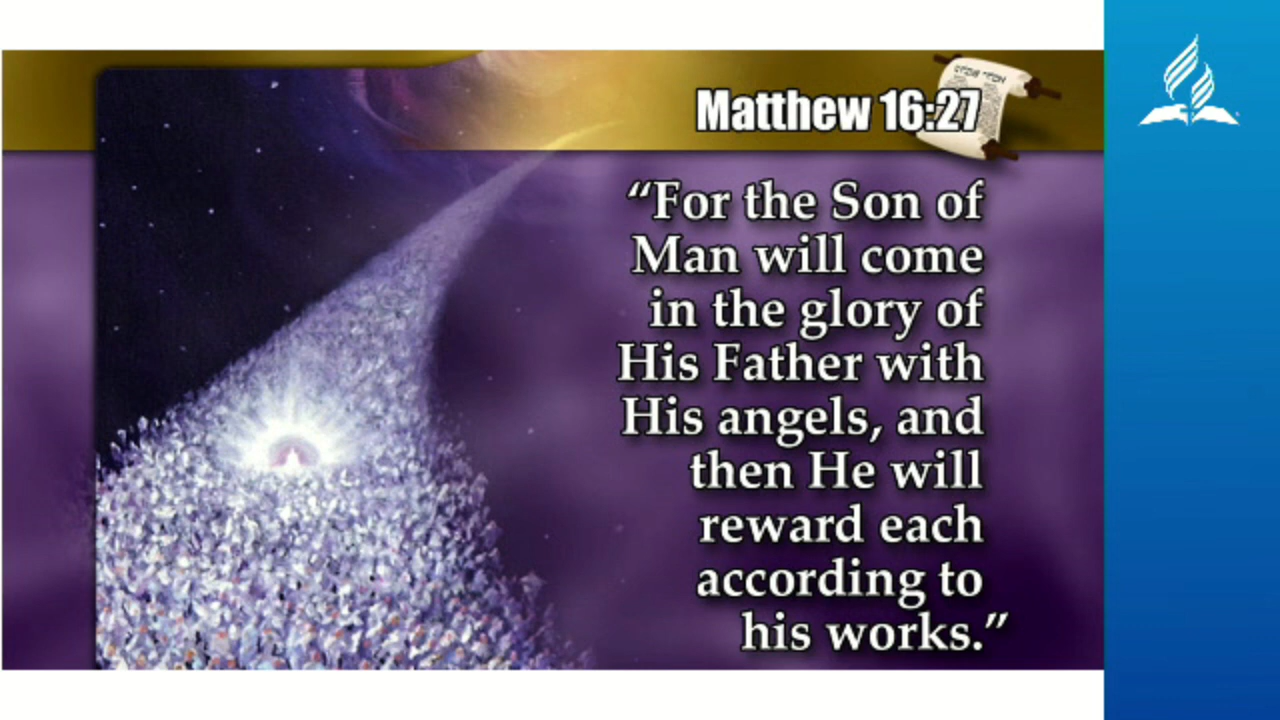 Matthew 16:27
“For the Son of
Man will come
in the glory of
His Father with
His angels, and
then He will
reward each
according to
his works.”